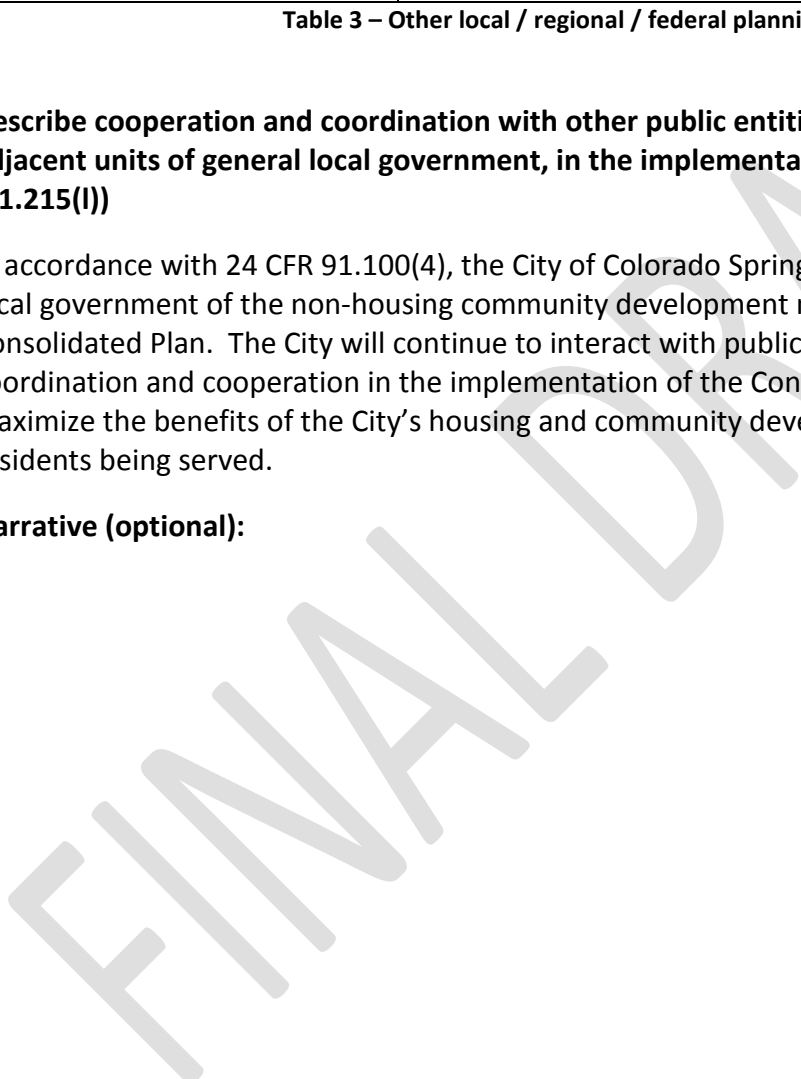 Table 3 – Other local / regional / federal planni
escribe cooperation and coordination with other public entiti
djacent units of general local government, in the implementa
1.215(l))
accordance with 24 CFR 91.100(4), the City of Colorado Spring
cal government of the non-housing community development
onsolidated Plan.  The City will continue to interact with public
oordination and cooperation in the implementation of the Con
aximize the benefits of the City’s housing and community deve
sidents being served.
arrative (optional):
FINAL DRA